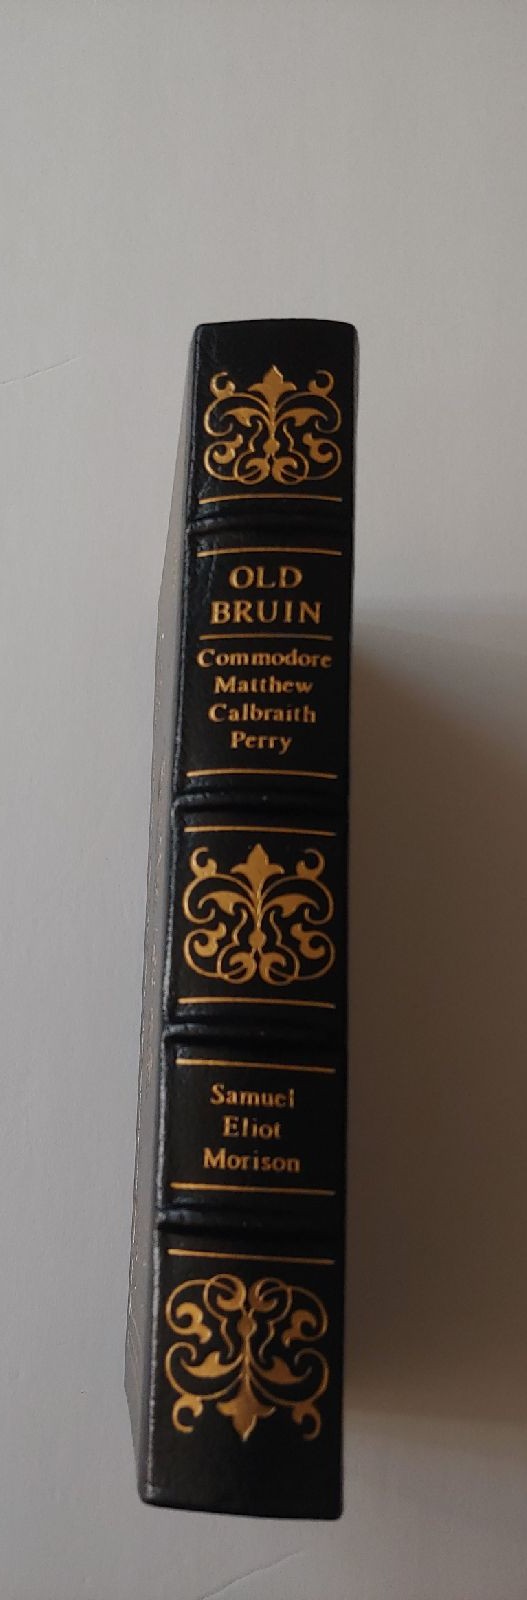 OLD
BRUIN
Commodore
Matthew
Calbraith
Perry
Samuel
Eliot
Morison